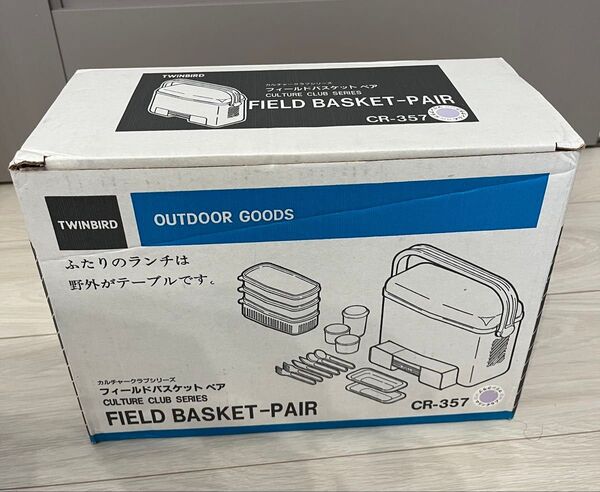 TWINBIRD
カルチャークラブシリーズ
フィールドバスケット ペア
CULTURE CLUB SERIES
FIELD BASKET-PAIR
CR-357
TWINBIRD
OUTDOOR GOODS
ふたりのランチは
野外がテーブルです。
カルチャークラブシリーズ
フィールドバスケット ペア
CULTURE CLUB SERIES
FIELD BASKET-PAIR
CR-357